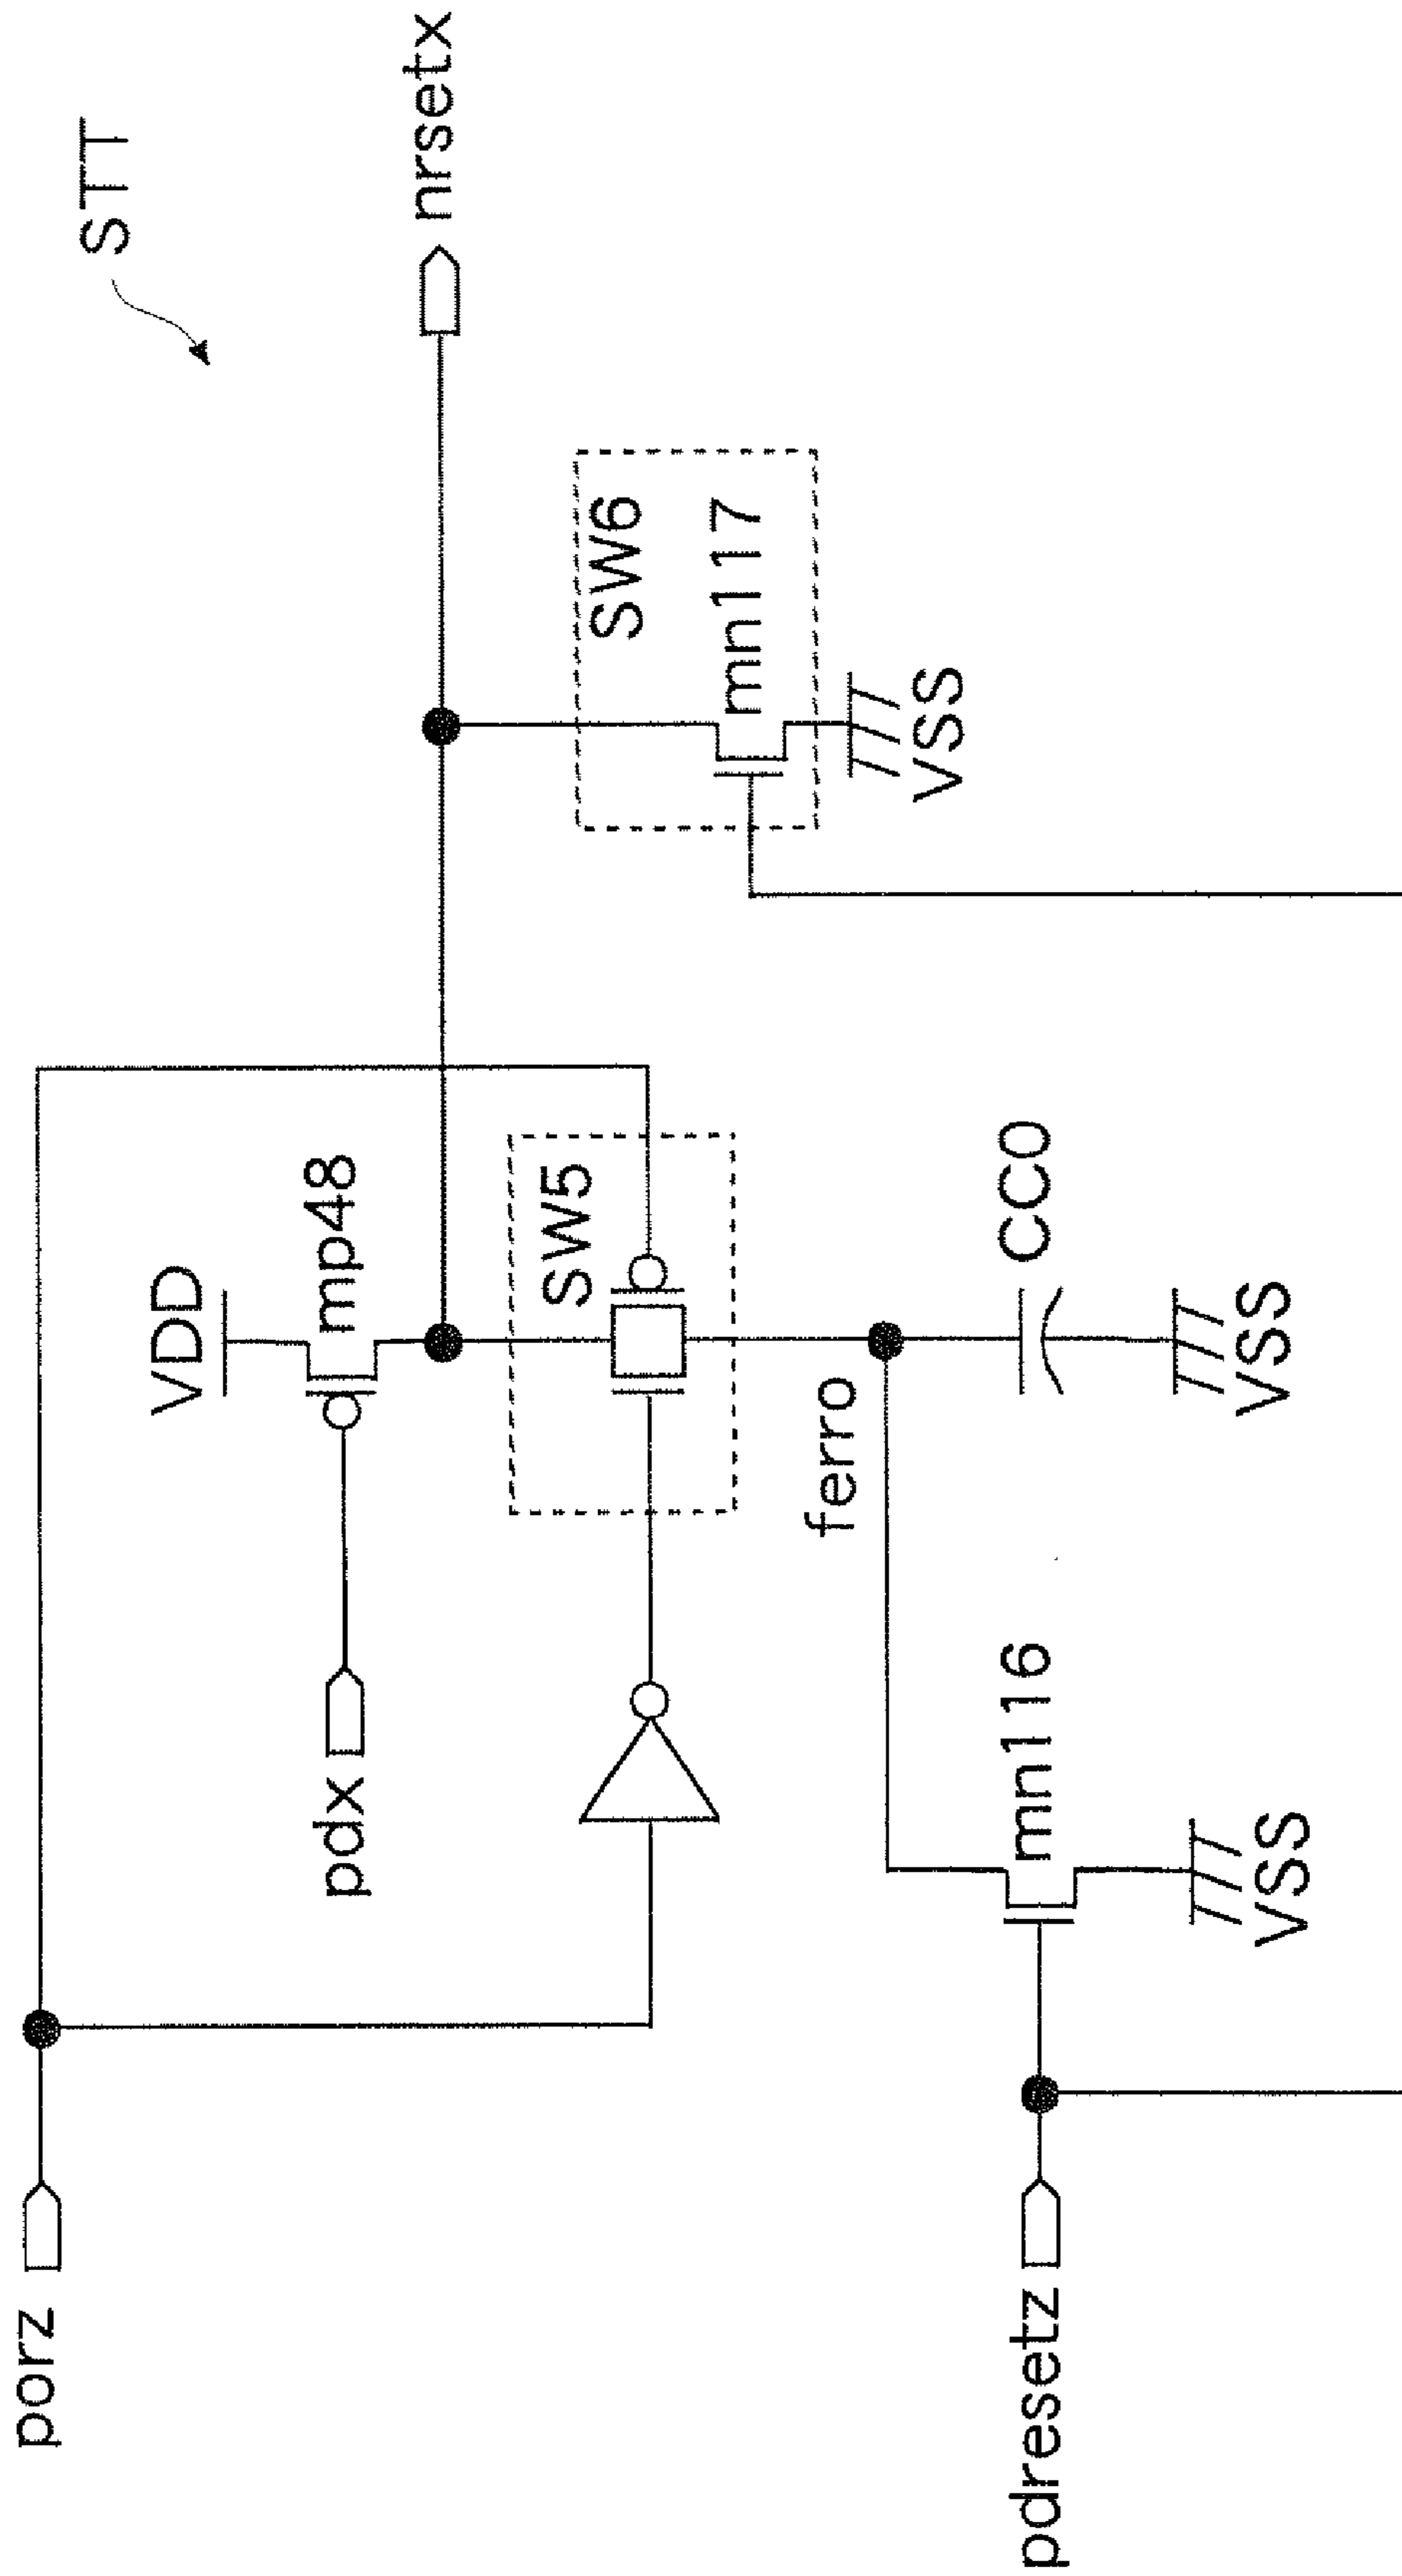 STT
porz
VDD
pdx
mp48
nrsetx
SW5
SW6
mn117
VSS
ferro
pdresetz
mn116
CC0
VSS
VSS